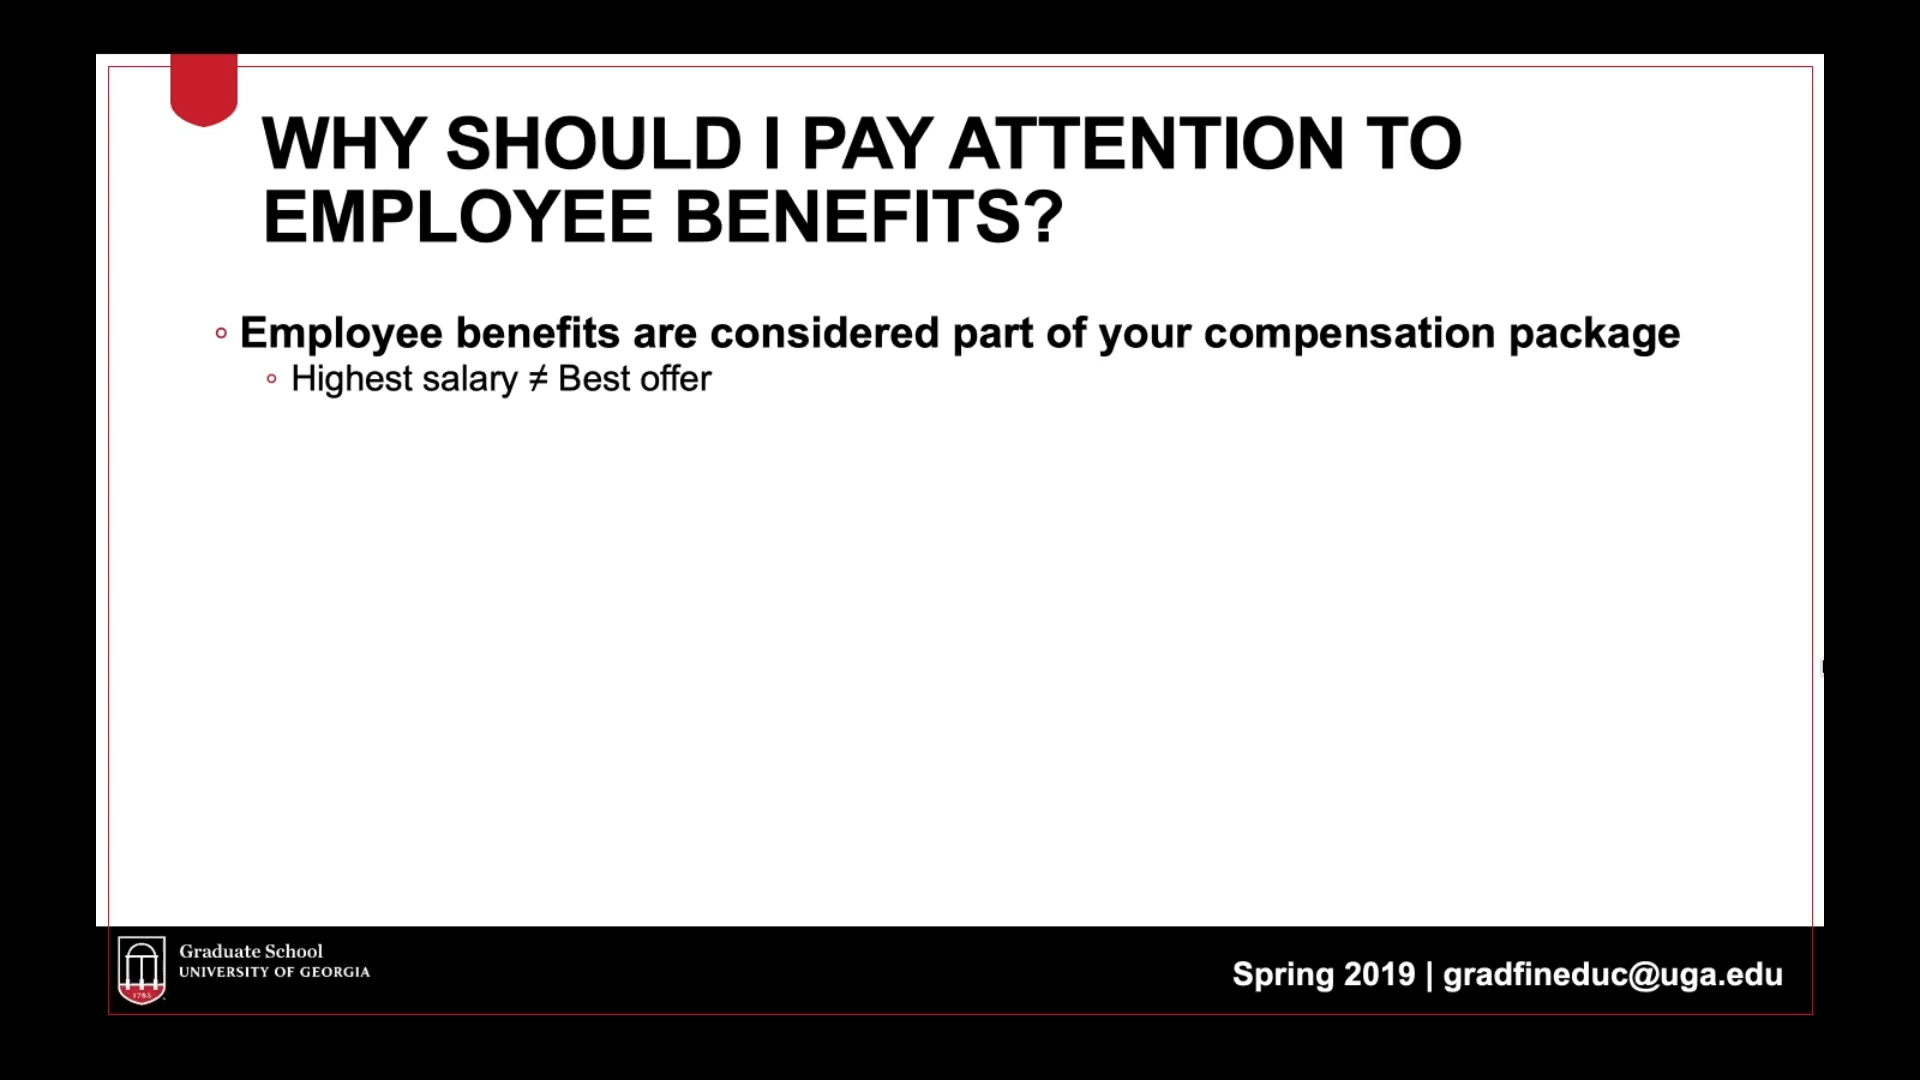 WHY SHOULD I PAY ATTENTION TO
EMPLOYEE BENEFITS?
Employee benefits are considered part of your compensation package
Highest salary ≠ Best offer
Graduate School
UNIVERSITY OF GEORGIA
1785
Spring 2019 | gradfineduc@uga.edu